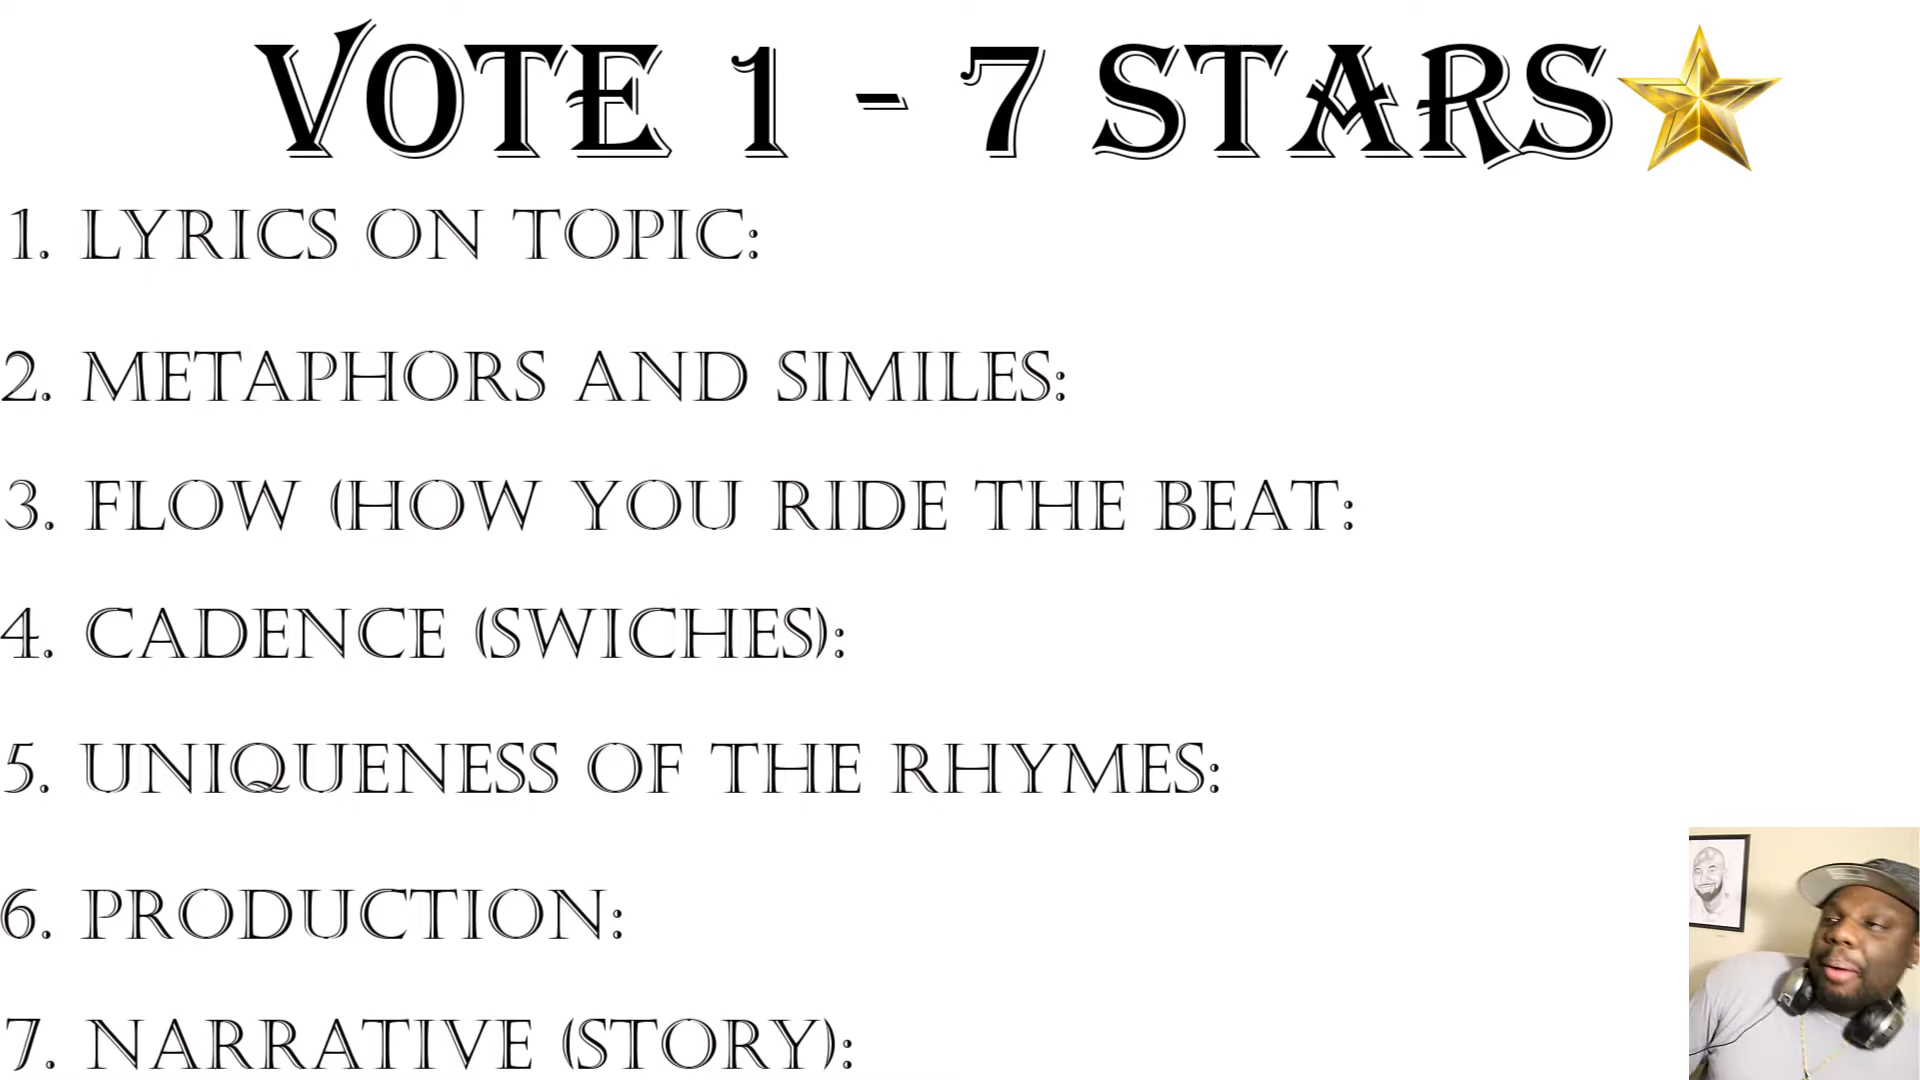 VOTE 1 - 7 STARS
1. LYRICS ON TOPIC:
2. METAPHORS AND SIMILES:
3. FLOW (HOW YOU RIDE THE BEAT:
4. CADENCE (SWICHES):
5. UNIQUENESS OF THE RHYMES:
6. PRODUCTION:
7. NARRATIVE (STORY):